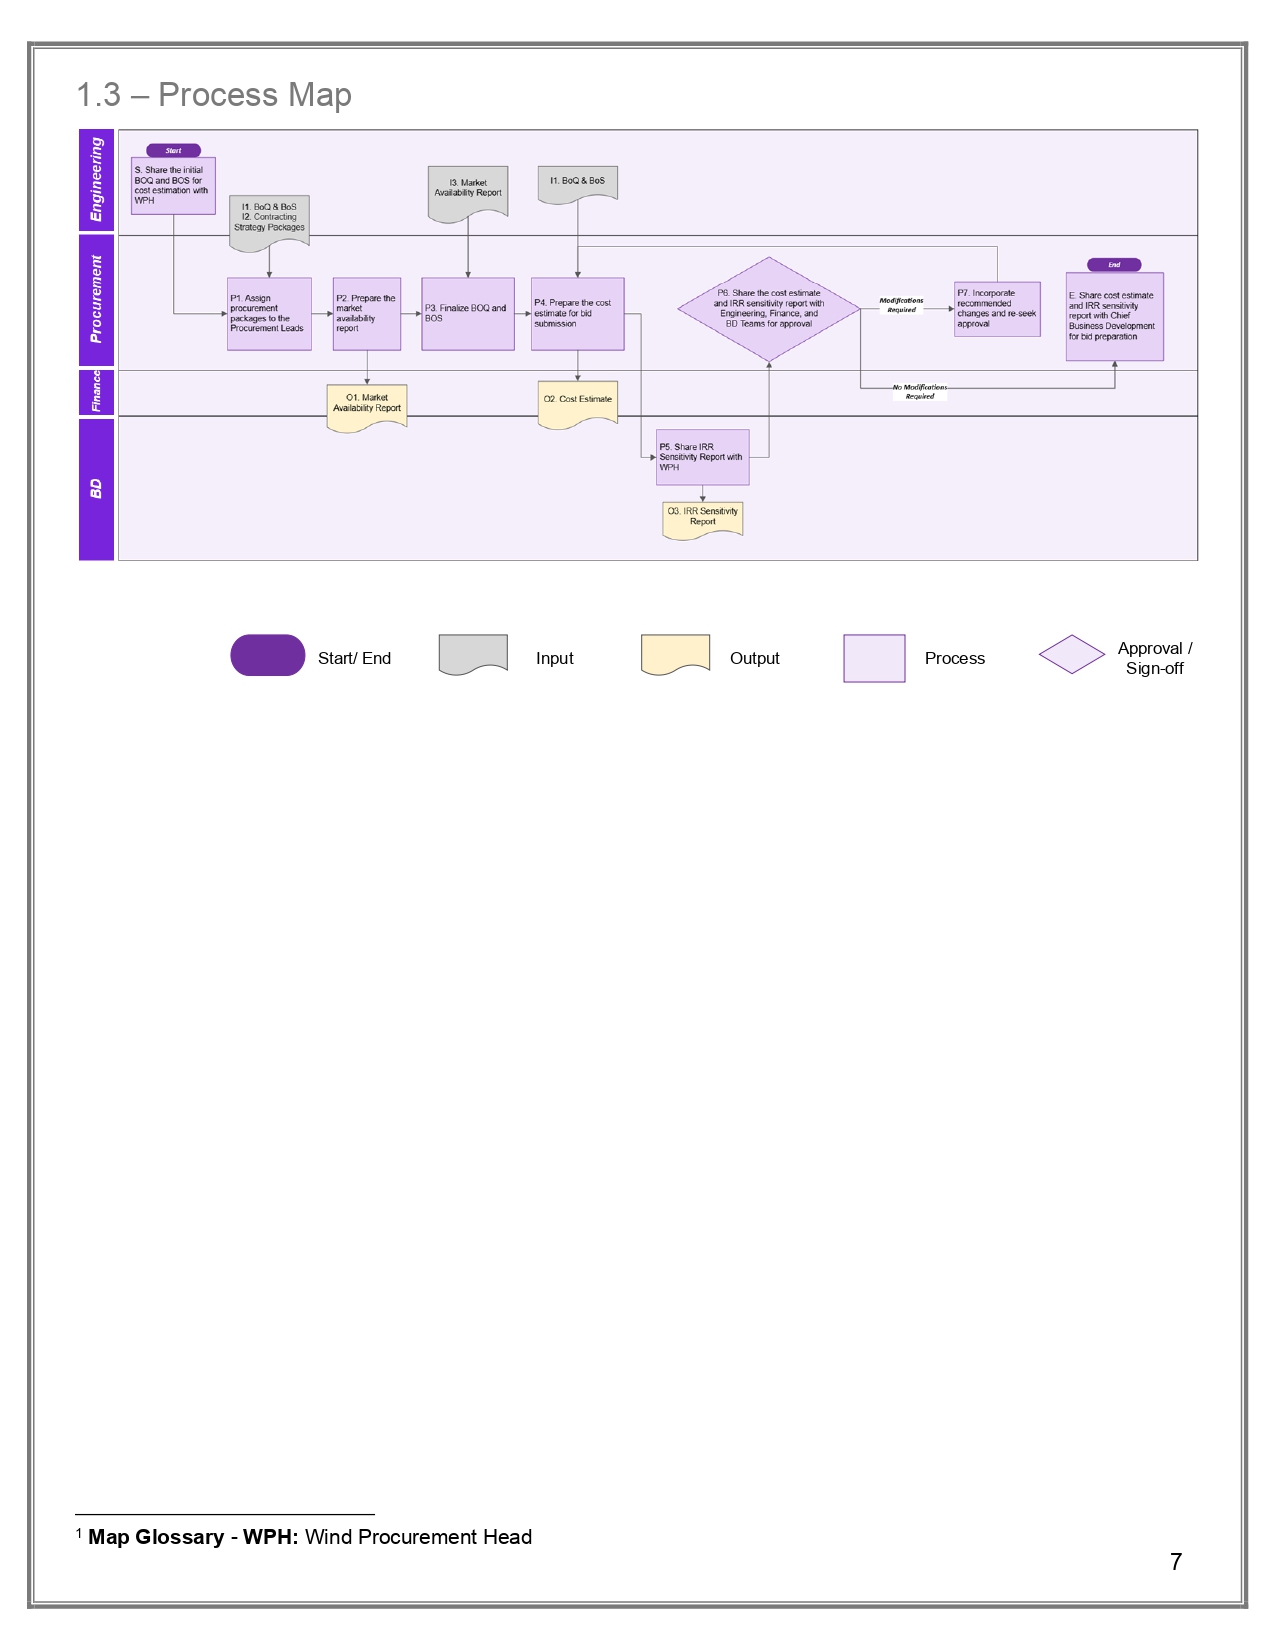 1.3 – Process Map
Engineering
Start
S. Share the initial
BOQ and BOS for
cost estimation with
WPH
I1. BoQ & BoS
I2. Contracting
Strategy Packages
I3. Market
Availability Report
I1. BoQ & BoS
Procurement
P1. Assign
procurement
packages to the
Procurement Leads
P2. Prepare the
market
availability
report
P3. Finalize BOQ and
BOS
P4. Prepare the cost
estimate for bid
submission
P6. Share the cost estimate
and IRR sensitivity report with
Engineering, Finance, and
BD Teams for approval
Modifications
Required
P7. Incorporate
recommended
changes and re-seek
approval
End
E. Share cost estimate
and IRR sensitivity
report with Chief
Business Development
for bid preparation
Finance
O1. Market
Availability Report
O2. Cost Estimate
No Modifications
Required
BD
P5. Share IRR
Sensitivity Report with
WPH
O3. IRR Sensitivity
Report
Start/ End
Input
Output
Process
Approval /
Sign-off
1 Map Glossary - WPH: Wind Procurement Head
7